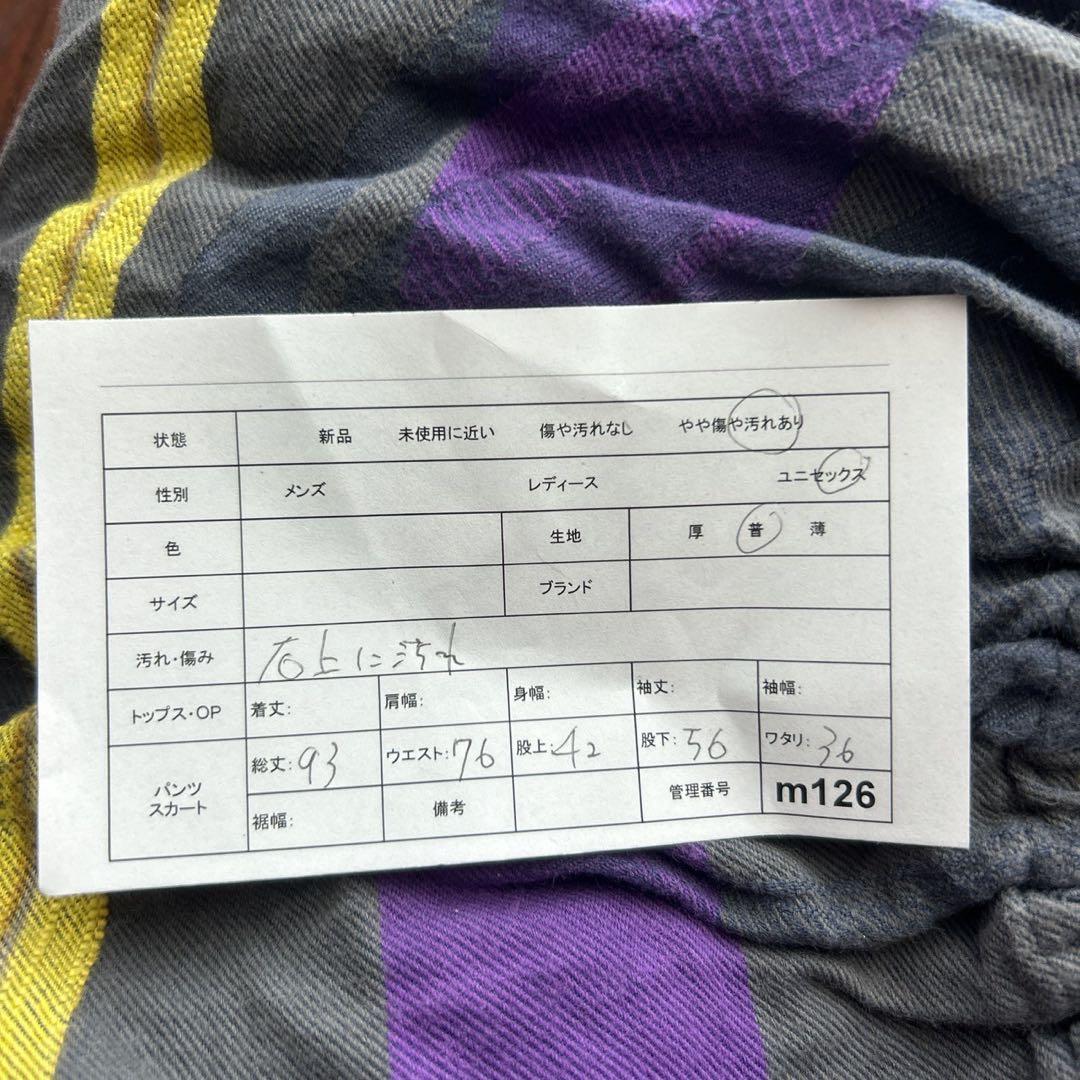 状態 新品 未使用に近い 傷や汚れなし やや傷や汚れあり
性別 メンズ レディース ユニセックス
色 生地 厚 普 薄
サイズ ブランド
汚れ・傷み 右上に汚れ
トップス・OP 着丈: 肩幅: 身幅: 袖丈: 袖幅:
パンツ スカート 総丈: 93 ウエスト: 76 股上: 42 股下: 56 ワタリ: 36
裾幅: 備考 管理番号 m126